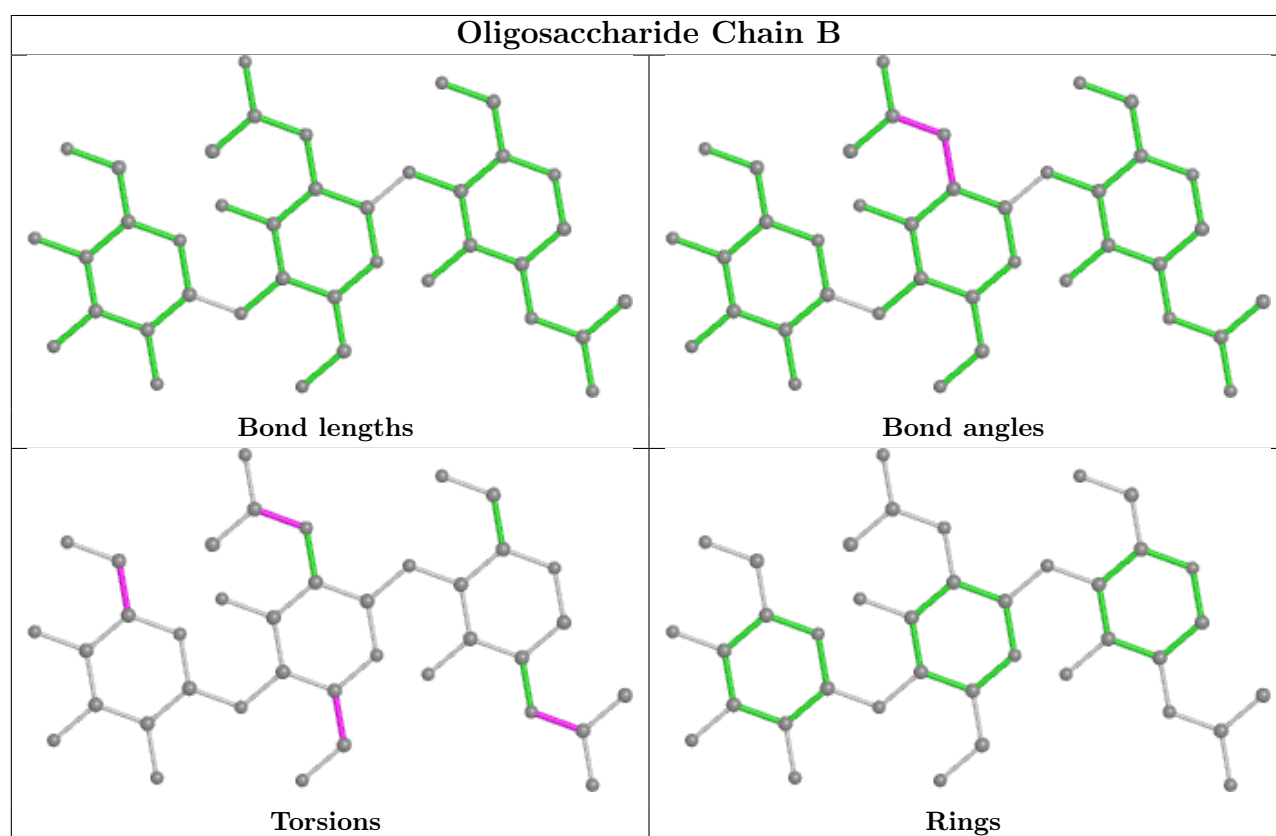 Oligosaccharide Chain B
Bond lengths
Bond angles
Torsions
Rings